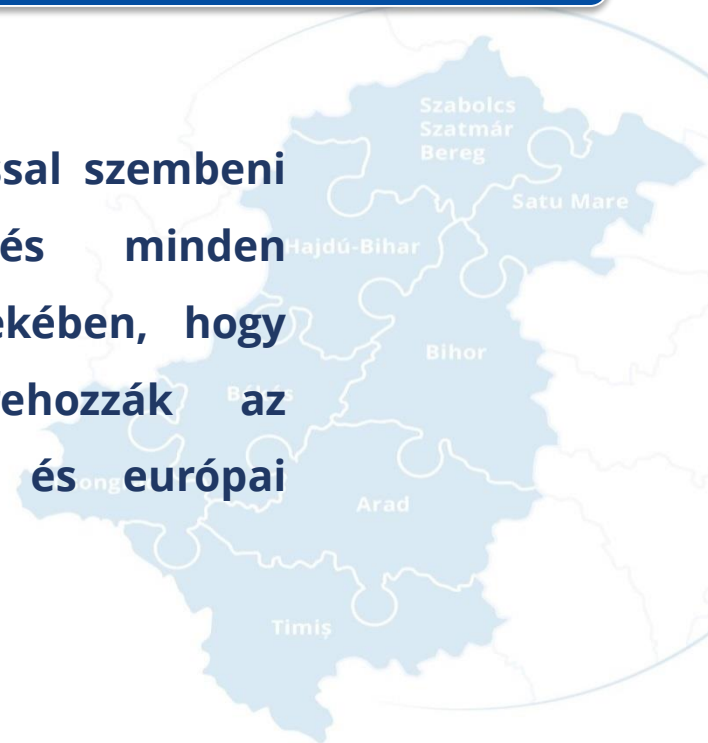 ssal szembeni
és minden
ekében, hogy
ehozzák az
és európai
Szabolcs
Szatmár
Bereg
Satu Mare
Hajdú-Bihar
Bihor
Arad
Timiș